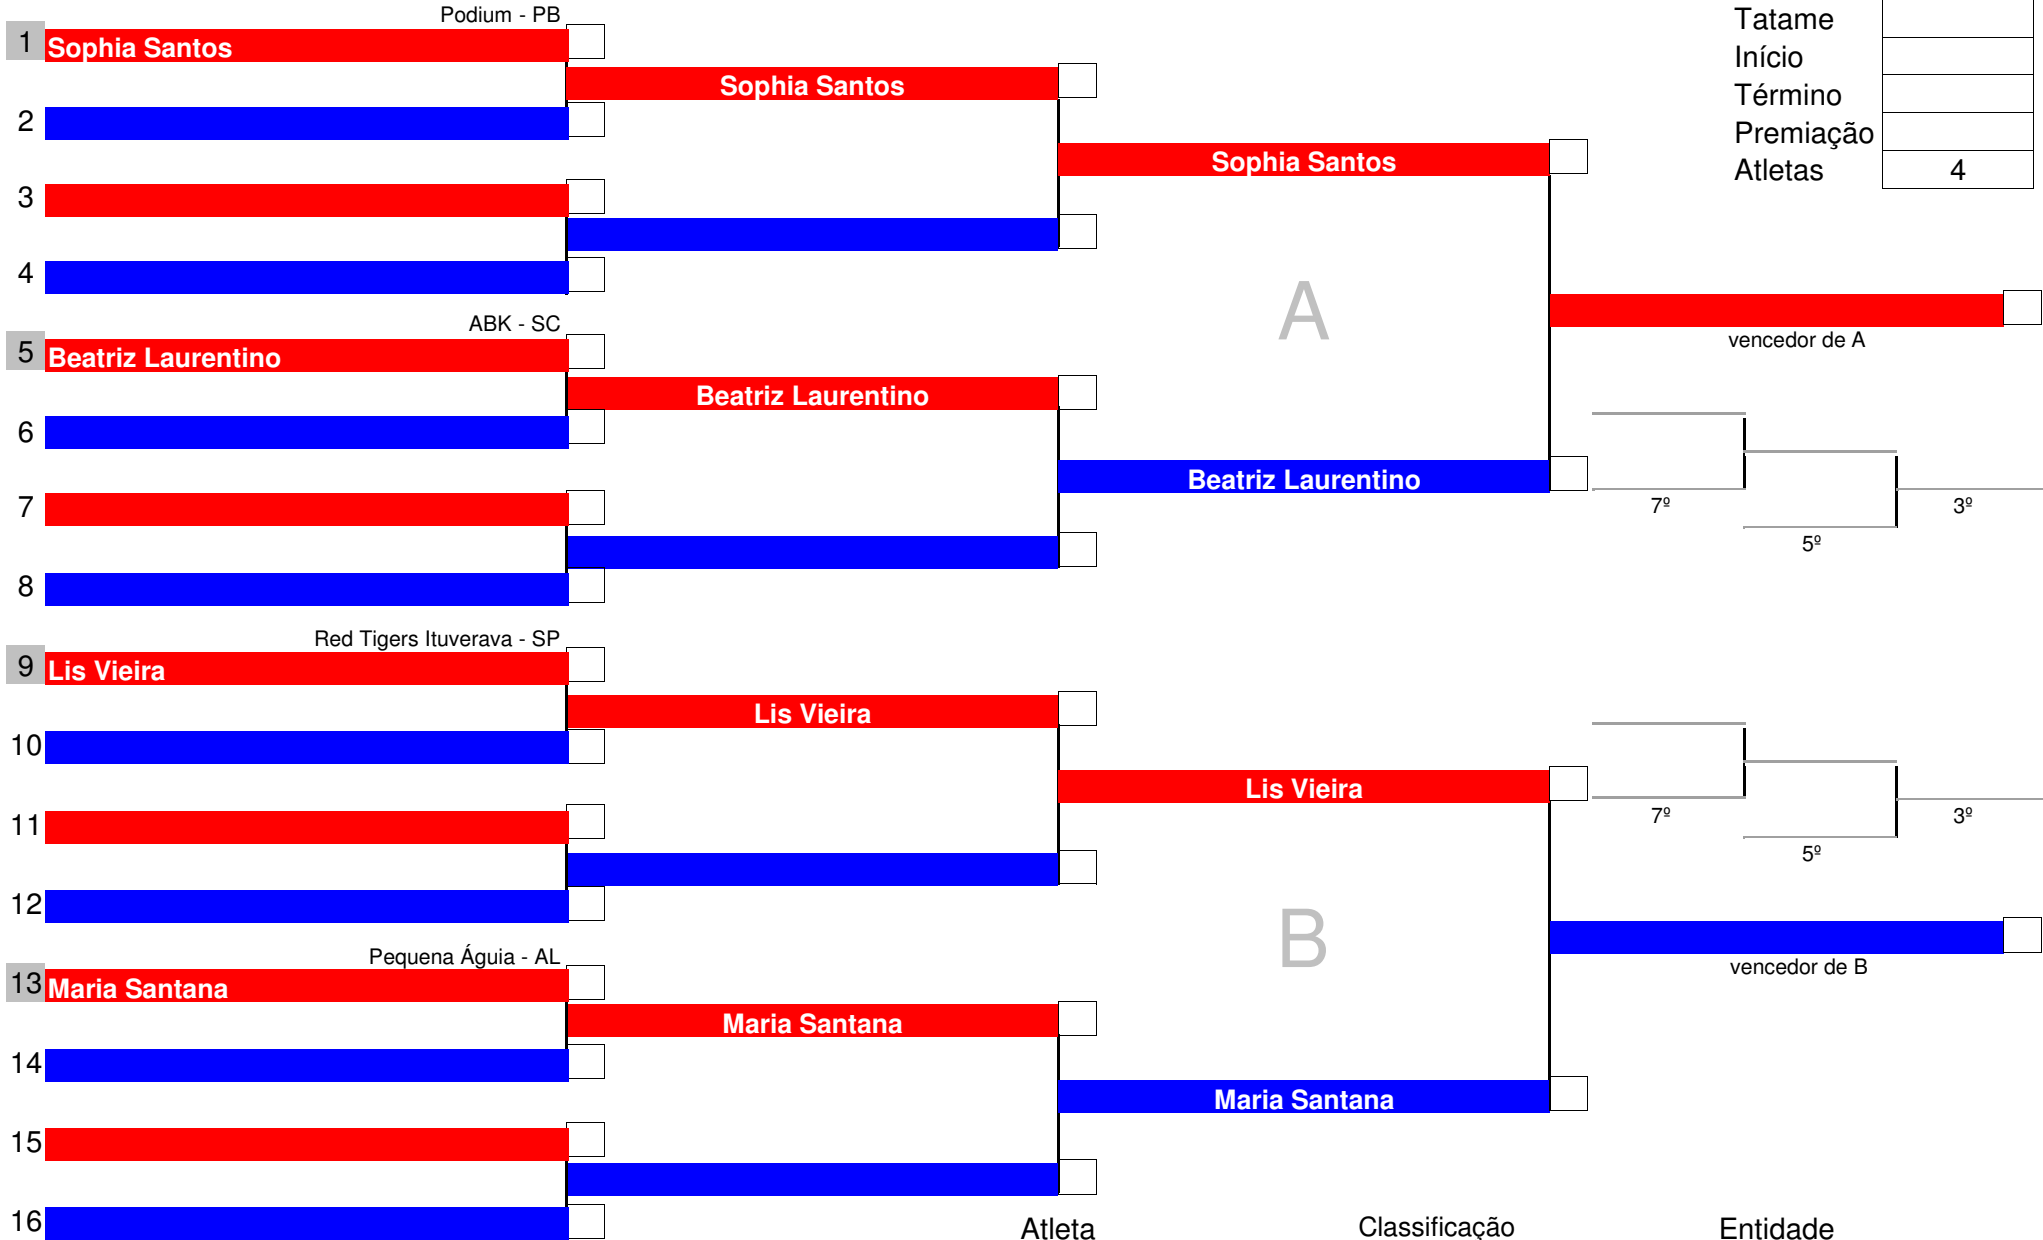 Podium - PB
Tatame
1 Sophia Santos
Início
Sophia Santos
Término
2
Premiação
Sophia Santos
Atletas 4
3
4
A
ABK - SC
vencedor de A
5 Beatriz Laurentino
Beatriz Laurentino
6
Beatriz Laurentino
7
7º 3º
5º
8
Red Tigers Ituverava - SP
9 Lis Vieira
Lis Vieira
10
Lis Vieira
7º 3º
11
5º
12
B
Pequena Águia - AL
vencedor de B
13 Maria Santana
Maria Santana
14
Maria Santana
15
16
Atleta Classificação Entidade